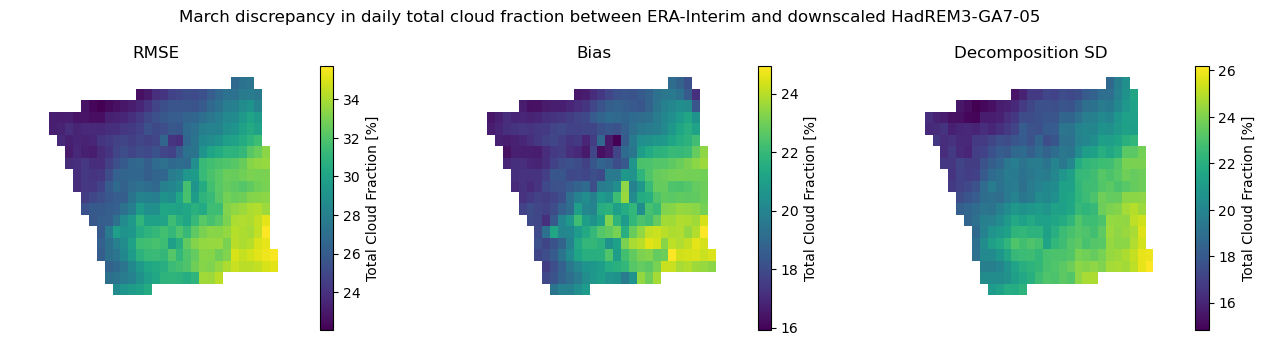 March discrepancy in daily total cloud fraction between ERA-Interim and downscaled HadREM3-GA7-05
RMSE
34
32
30
28
26
24
Total Cloud Fraction [%]
Bias
24
22
20
18
16
Total Cloud Fraction [%]
Decomposition SD
26
24
22
20
18
16
Total Cloud Fraction [%]